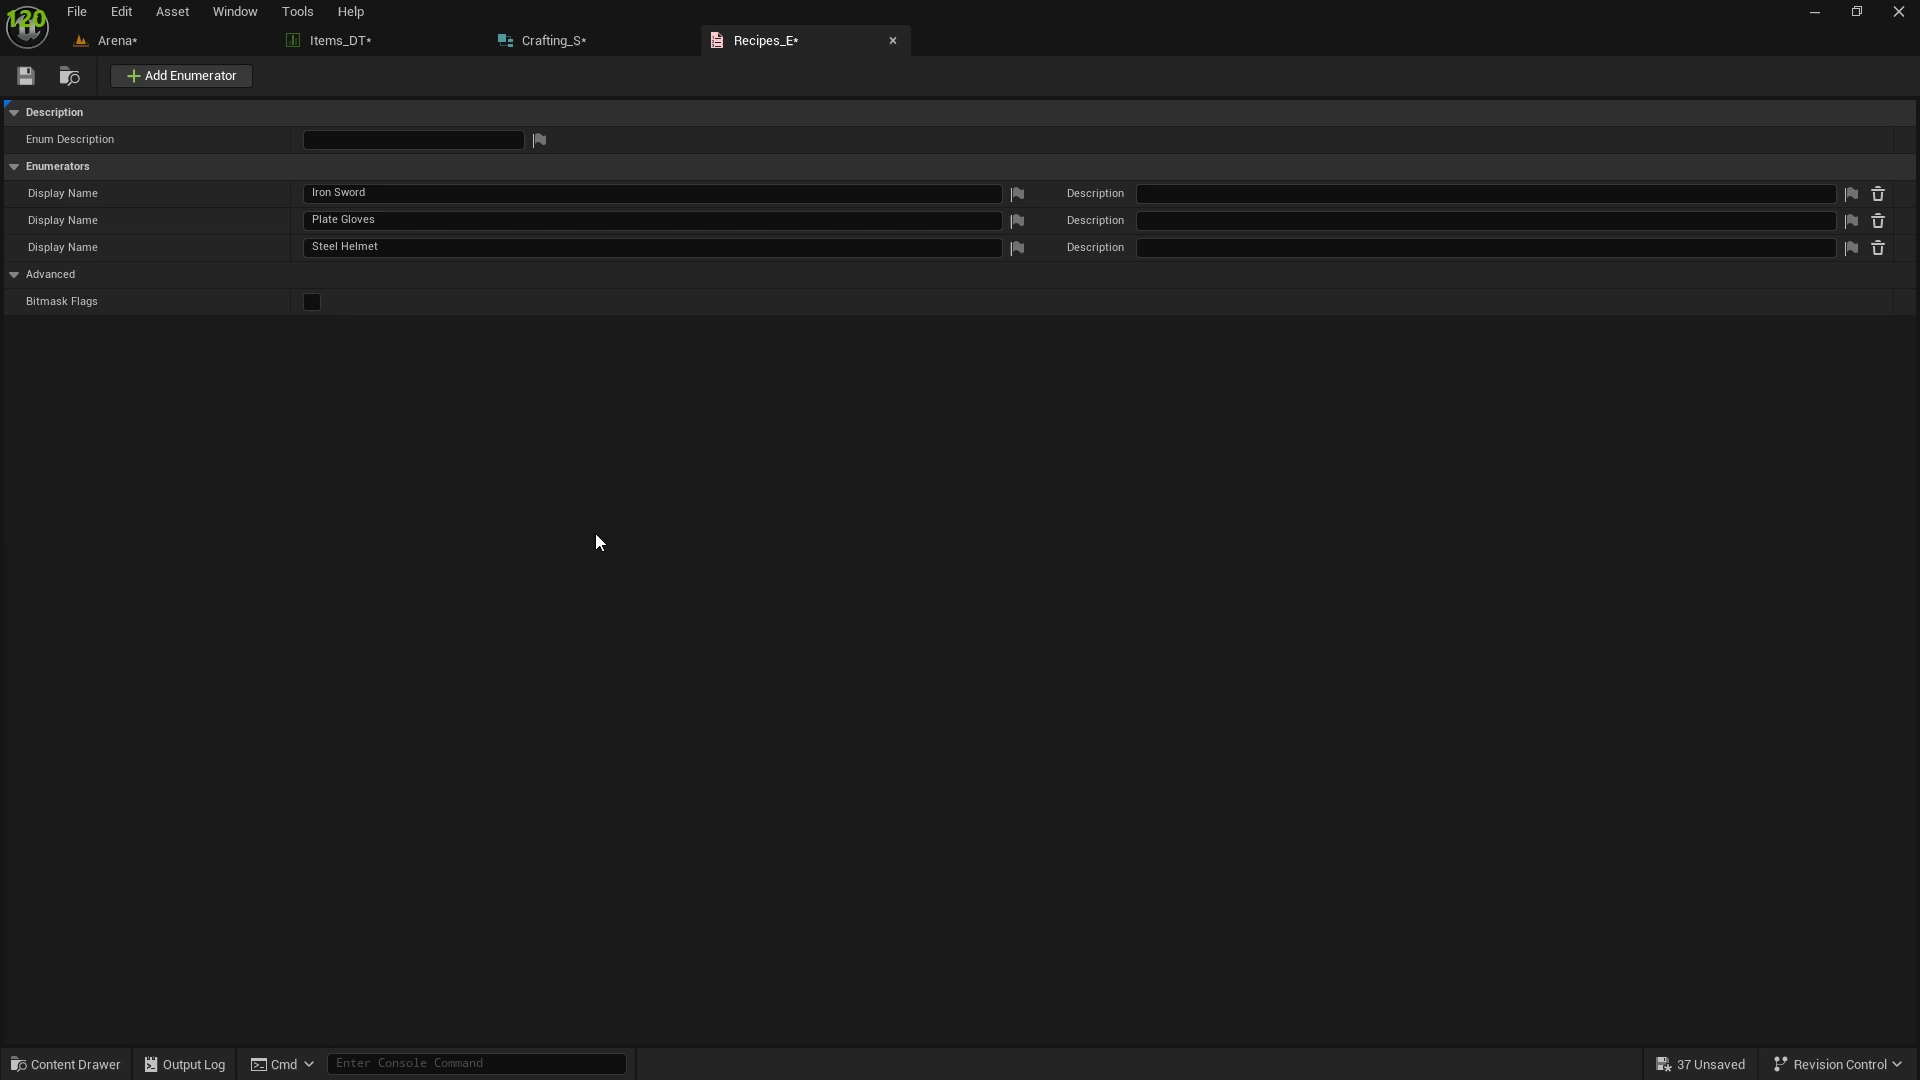 120
File Edit Asset Window Tools Help
Arena* Items_DT* Crafting_S* Recipes_E*
Add Enumerator
Description
Enum Description
Enumerators
Display Name Iron Sword Description
Display Name Plate Gloves Description
Display Name Steel Helmet Description
Advanced
Bitmask Flags
Content Drawer Output Log Cmd Enter Console Command 37 Unsaved Revision Control